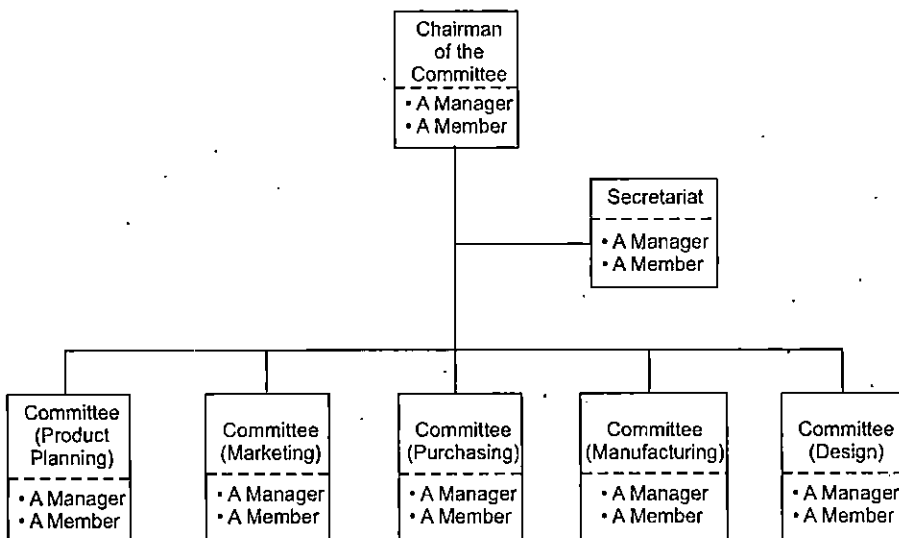 Chairman
of the
Committee
• A Manager
• A Member
Secretariat
• A Manager
• A Member
Committee
(Product
Planning)
• A Manager
• A Member
Committee
(Marketing)
• A Manager
• A Member
Committee
(Purchasing)
• A Manager
• A Member
Committee
(Manufacturing)
• A Manager
• A Member
Committee
(Design)
• A Manager
• A Member